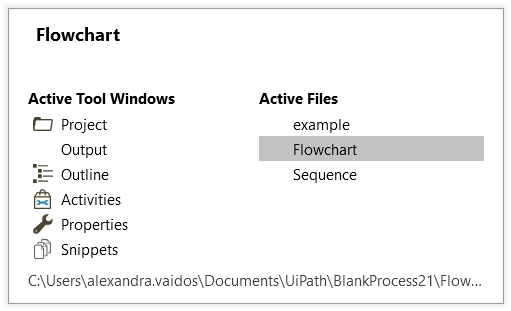 Flowchart
Active Tool Windows
Project
Output
Outline
Activities
Properties
Snippets
Active Files
example
Flowchart
Sequence
C:\Users\alexandra.vaidos\Documents\UiPath\BlankProcess21\Flow...